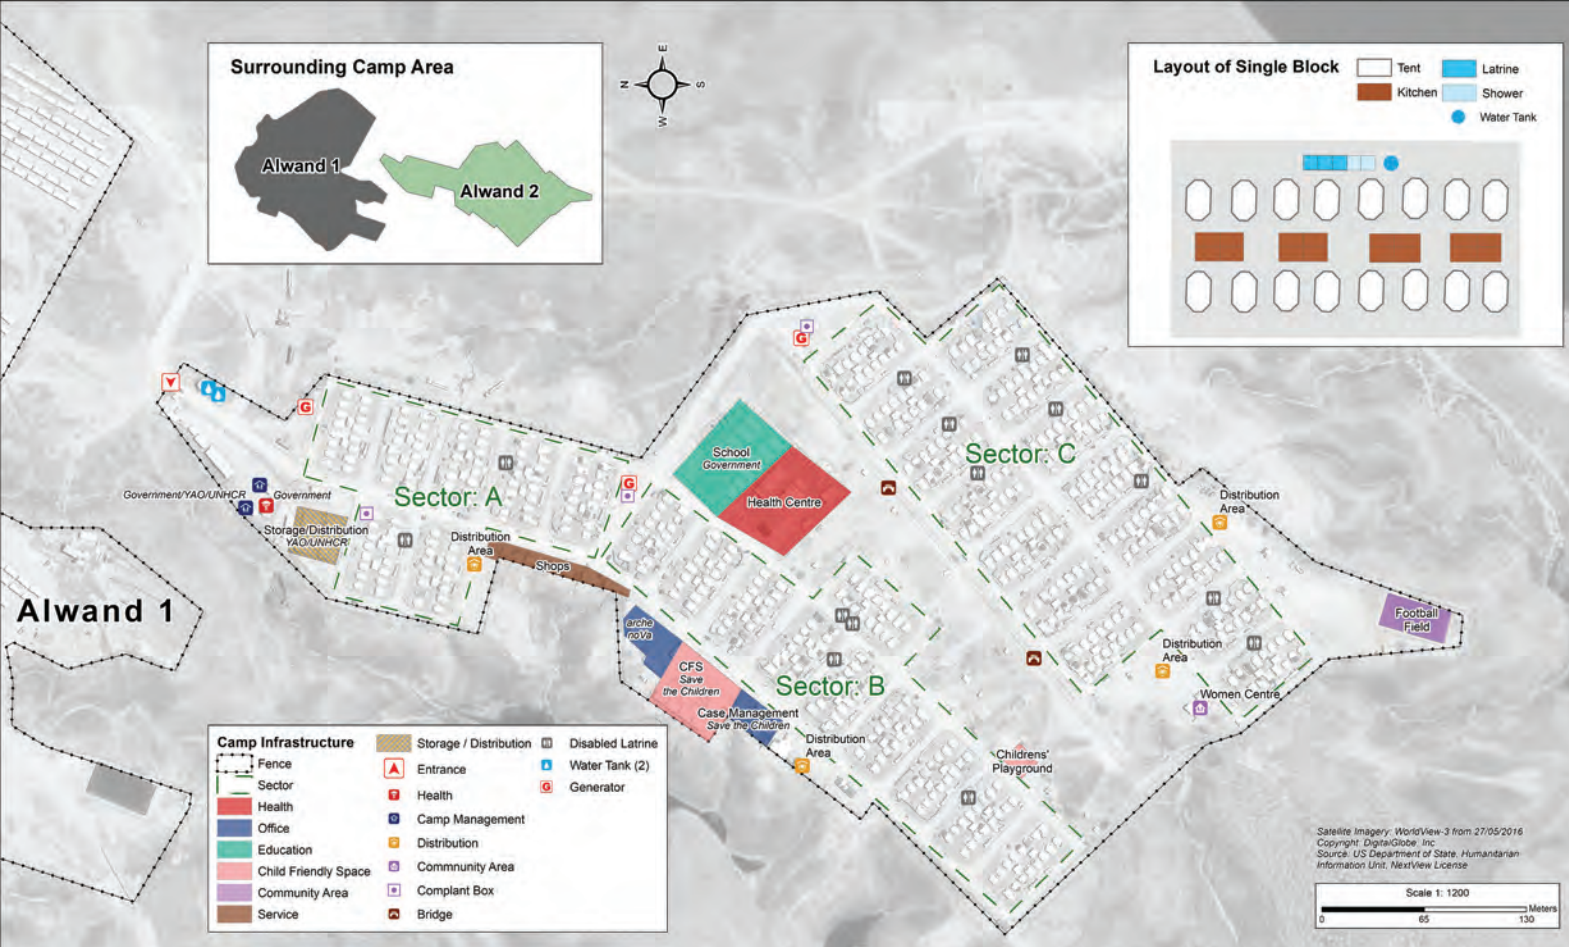 Surrounding Camp Area
Alwand 1
Alwand 2
E
N
S
W
Layout of Single Block
Tent
Latrine
Kitchen
Shower
Water Tank
G
G
G
School
Government
Health Centre
Sector: C
Sector: A
Sector: B
Government/YAO/UNHCR
Government
Storage/Distribution
YAO/UNHCR
Distribution
Area
Shops
Distribution
Area
Alwand 1
arche
noVa
CFS
Save
the Children
Case Management
Save the Children
Distribution
Area
Distribution
Area
Women Centre
Football
Field
Childrens'
Playground
Camp Infrastructure
Fence
Sector
Health
Office
Education
Child Friendly Space
Community Area
Service
Storage / Distribution
Entrance
Health
Camp Management
Distribution
Commnunity Area
Complant Box
Bridge
Disabled Latrine
Water Tank (2)
G
Generator
Satellite Imagery: WorldView-3 from 27/05/2016
Copyright: DigitalGlobe, Inc
Source: US Department of State, Humanitarian
Information Unit, NextView License
Scale 1: 1200
Meters
0
65
130